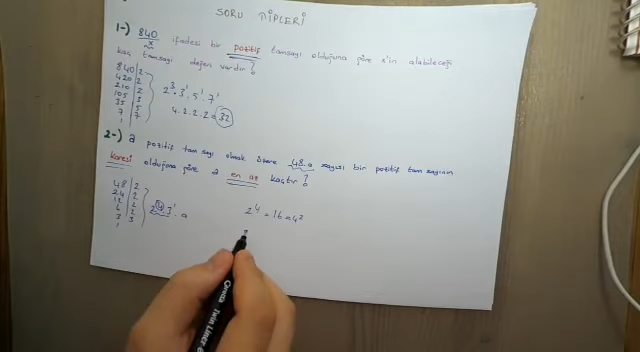 SORU TİPLERİ
1-) 840/x ifadesi bir pozitif tamsayı olduğuna göre x'in alabileceği
kaç tamsayı değeri vardır?
840 | 2
420 | 2
210 | 2
105 | 3
35 | 5
7 | 7
1
2³.3¹.5¹.7¹
4.2.2.2=32
2-) a pozitif tam sayı olmak üzere 48.a sayısı bir pozitif tamsayının
karesi olduğuna göre a en az kaçtır?
48 | 2
24 | 2
12 | 2
6 | 2
3 | 3
1
2⁴.3¹.a
2⁴=16=4²